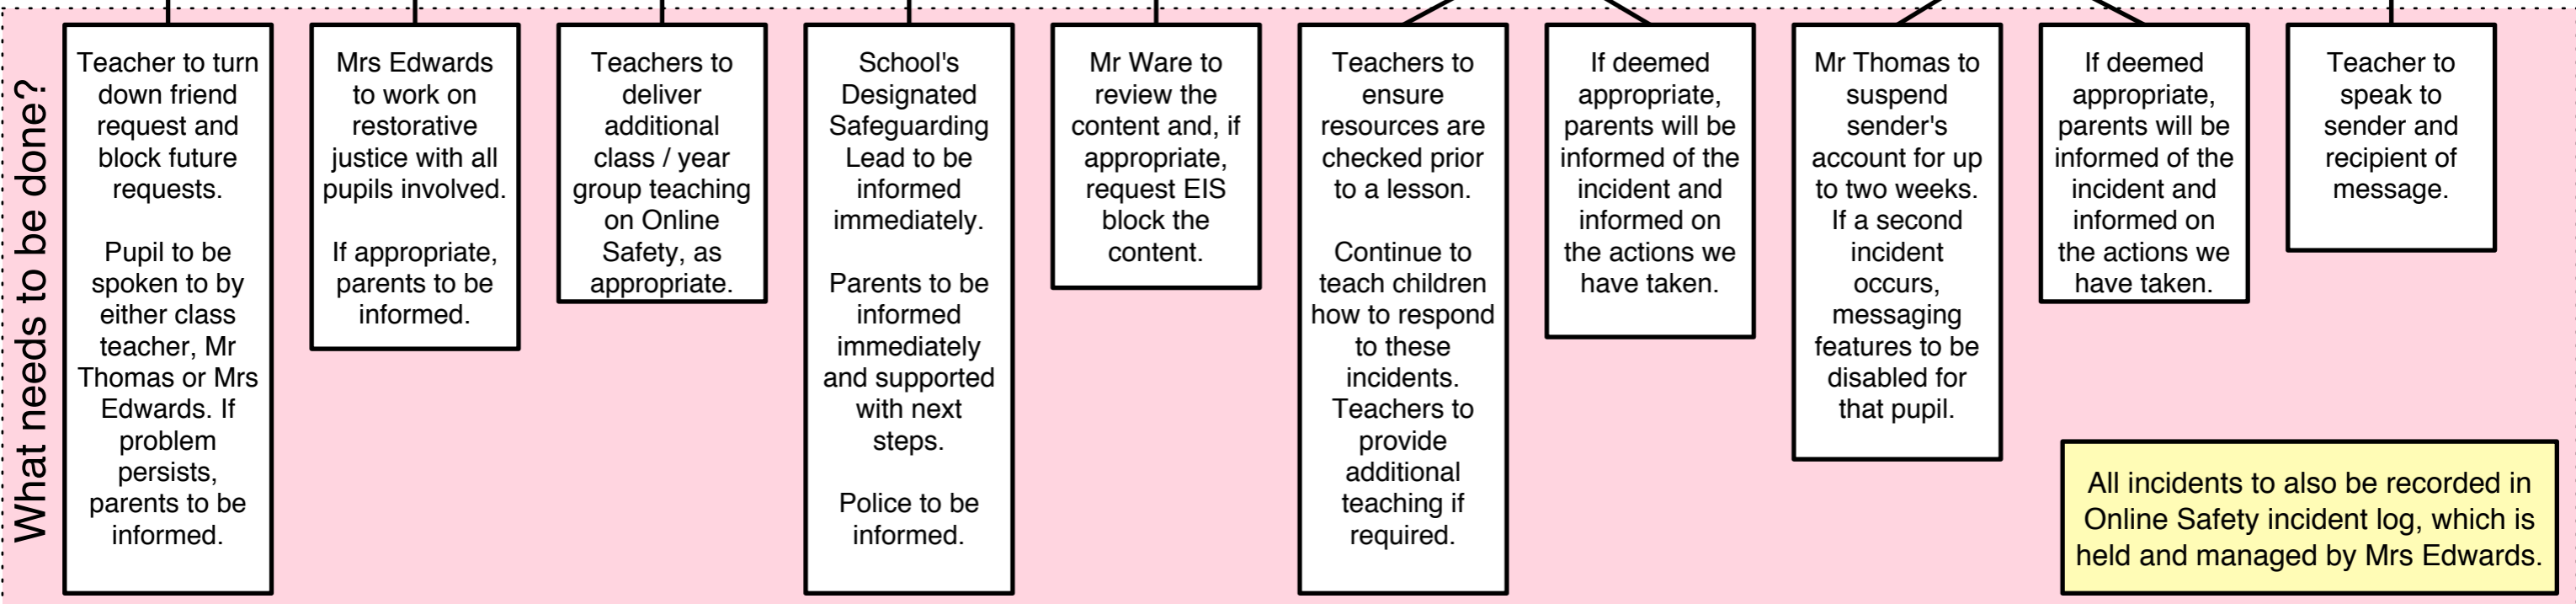 What needs to be done?
Teacher to turn
down friend
request and
block future
requests.
Pupil to be
spoken to by
either class
teacher, Mr
Thomas or Mrs
Edwards. If
problem
persists,
parents to be
informed.
Mrs Edwards
to work on
restorative
justice with all
pupils involved.
If appropriate,
parents to be
informed.
Teachers to
deliver
additional
class / year
group teaching
on Online
Safety, as
appropriate.
School's
Designated
Safeguarding
Lead to be
informed
immediately.
Parents to be
informed
immediately
and supported
with next
steps.
Police to be
informed.
Mr Ware to
review the
content and, if
appropriate,
request EIS
block the
content.
Teachers to
ensure
resources are
checked prior
to a lesson.
Continue to
teach children
how to respond
to these
incidents.
Teachers to
provide
additional
teaching if
required.
If deemed
appropriate,
parents will be
informed of the
incident and
informed on
the actions we
have taken.
Mr Thomas to
suspend
sender's
account for up
to two weeks.
If a second
incident
occurs,
messaging
features to be
disabled for
that pupil.
If deemed
appropriate,
parents will be
informed of the
incident and
informed on
the actions we
have taken.
Teacher to
speak to
sender and
recipient of
message.
All incidents to also be recorded in
Online Safety incident log, which is
held and managed by Mrs Edwards.